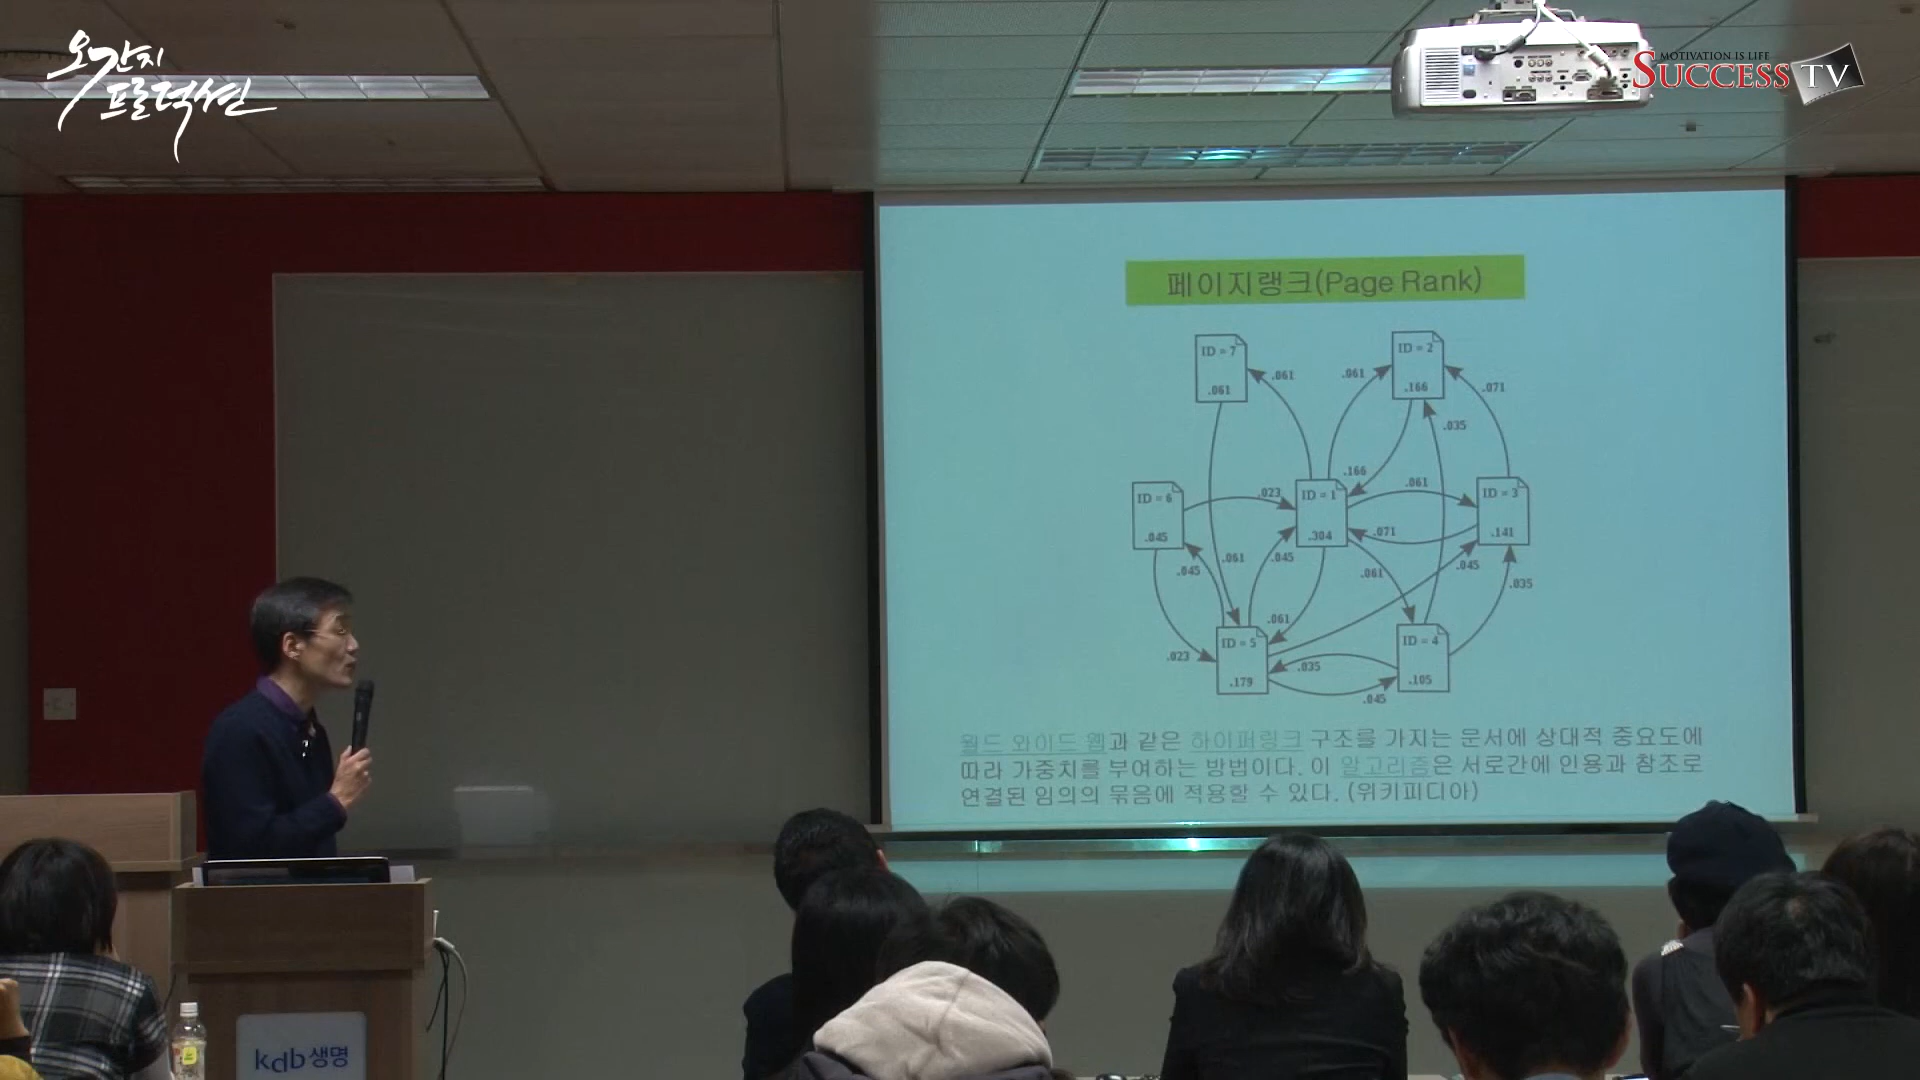 오간지
프로덕션
MOTIVATION IS LIFE
SUCCESS TV
페이지랭크(Page Rank)
ID = 7
.061
ID = 2
.166
.061
.061
.071
.035
.166
ID = 6
.045
.023
ID = 1
.304
.061
.071
ID = 3
.141
.045
.061
.045
.061
.045
.035
.061
ID = 5
.179
.023
.035
.045
ID = 4
.105
월드 와이드 웹과 같은 하이퍼링크 구조를 가지는 문서에 상대적 중요도에
따라 가중치를 부여하는 방법이다. 이 알고리즘은 서로간에 인용과 참조로
연결된 임의의 묶음에 적용할 수 있다. (위키피디아)
kdb생명